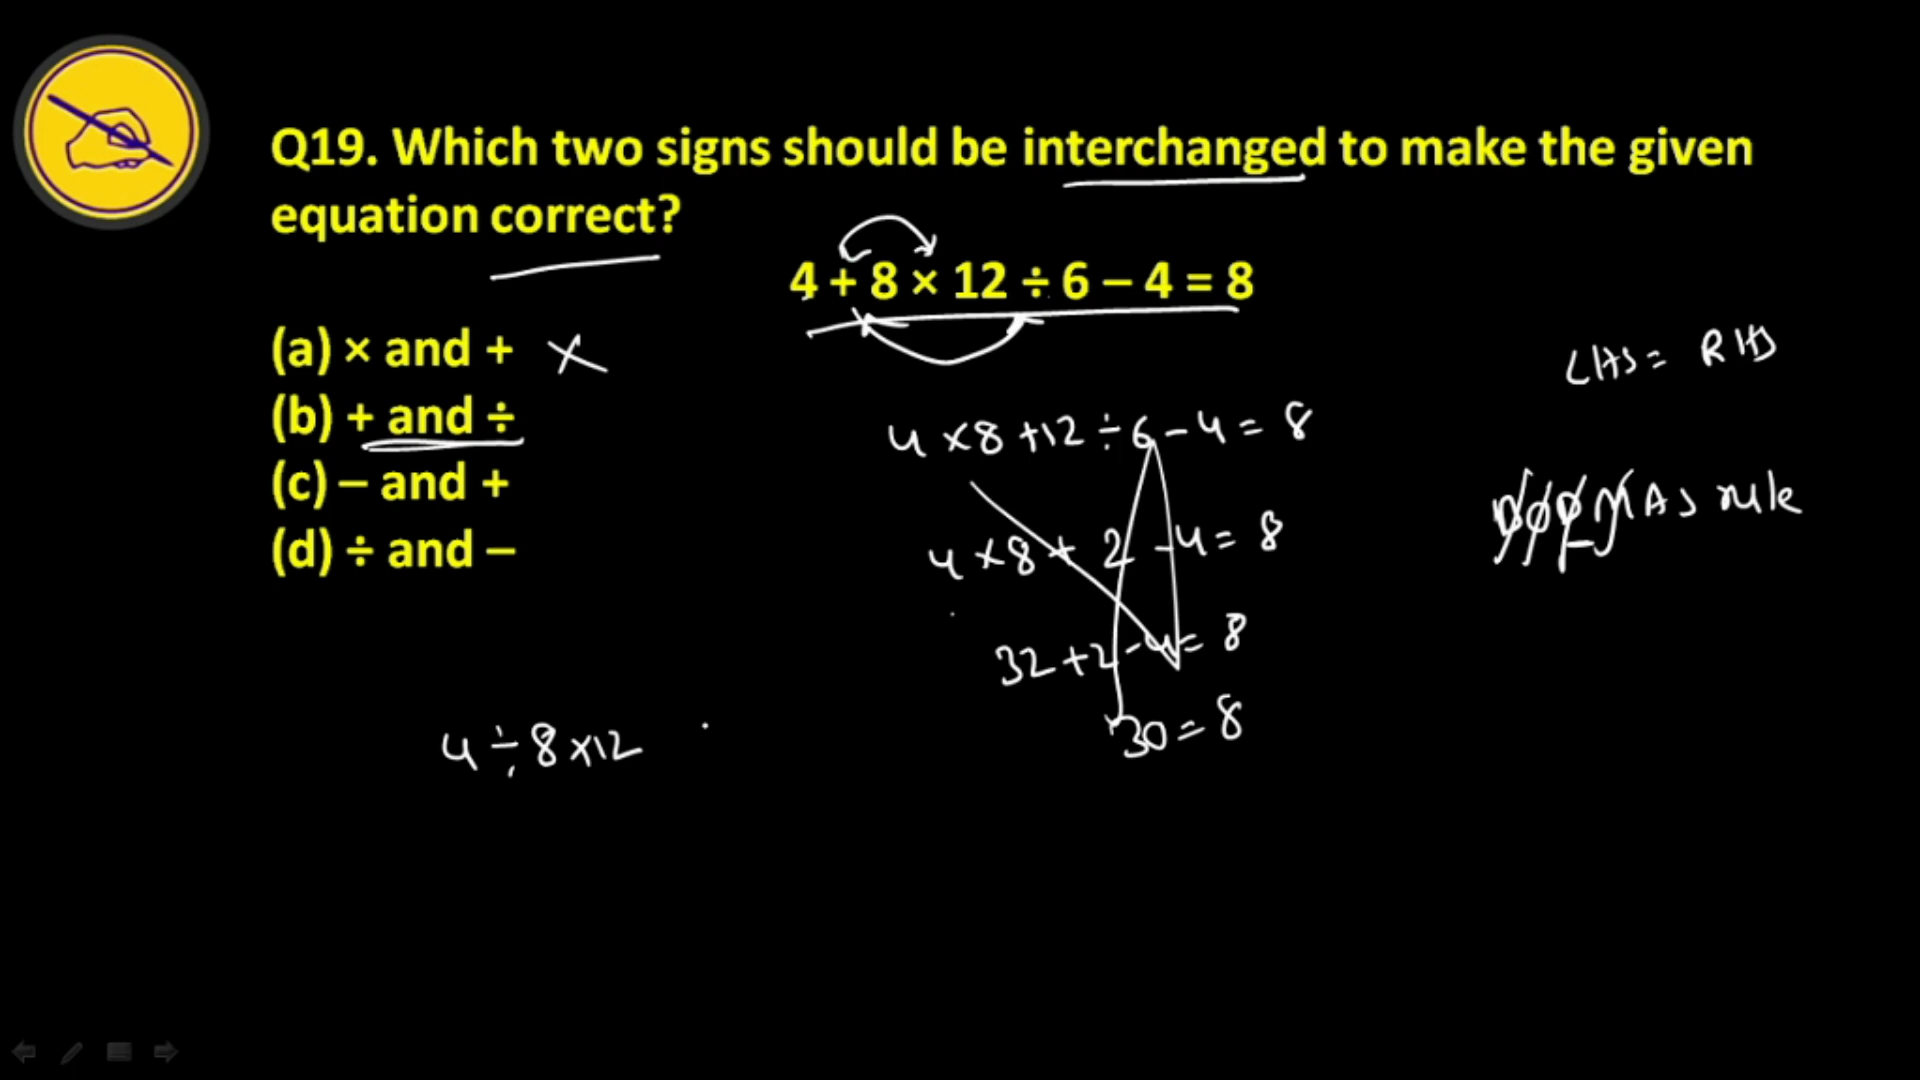 Q19. Which two signs should be interchanged to make the given
equation correct?
4 + 8 × 12 ÷ 6 – 4 = 8
(a) × and +
(b) + and ÷
(c) – and +
(d) ÷ and –
LHS = RHS
4 × 8 + 12 ÷ 6 - 4 = 8
4 × 8 + 2 - 4 = 8
32 + 2 - 4 = 8
30 = 8
BODMAS rule
4 ÷ 8 × 12